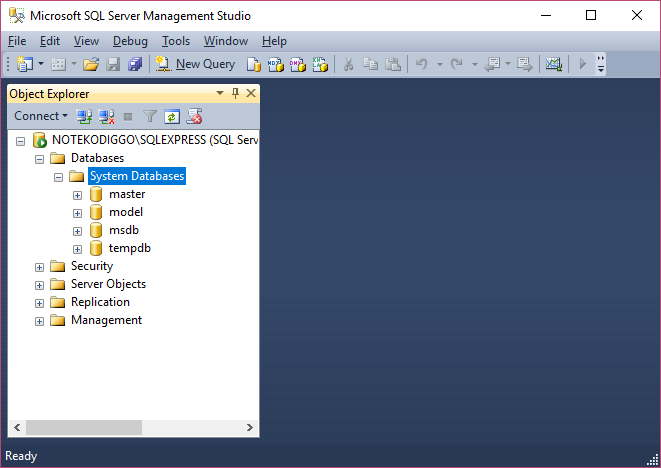 Microsoft SQL Server Management Studio
File Edit View Debug Tools Window Help
New Query
Object Explorer
Connect
NOTEKODIGGO\SQLEXPRESS (SQL Serv
Databases
System Databases
master
model
msdb
tempdb
Security
Server Objects
Replication
Management
Ready